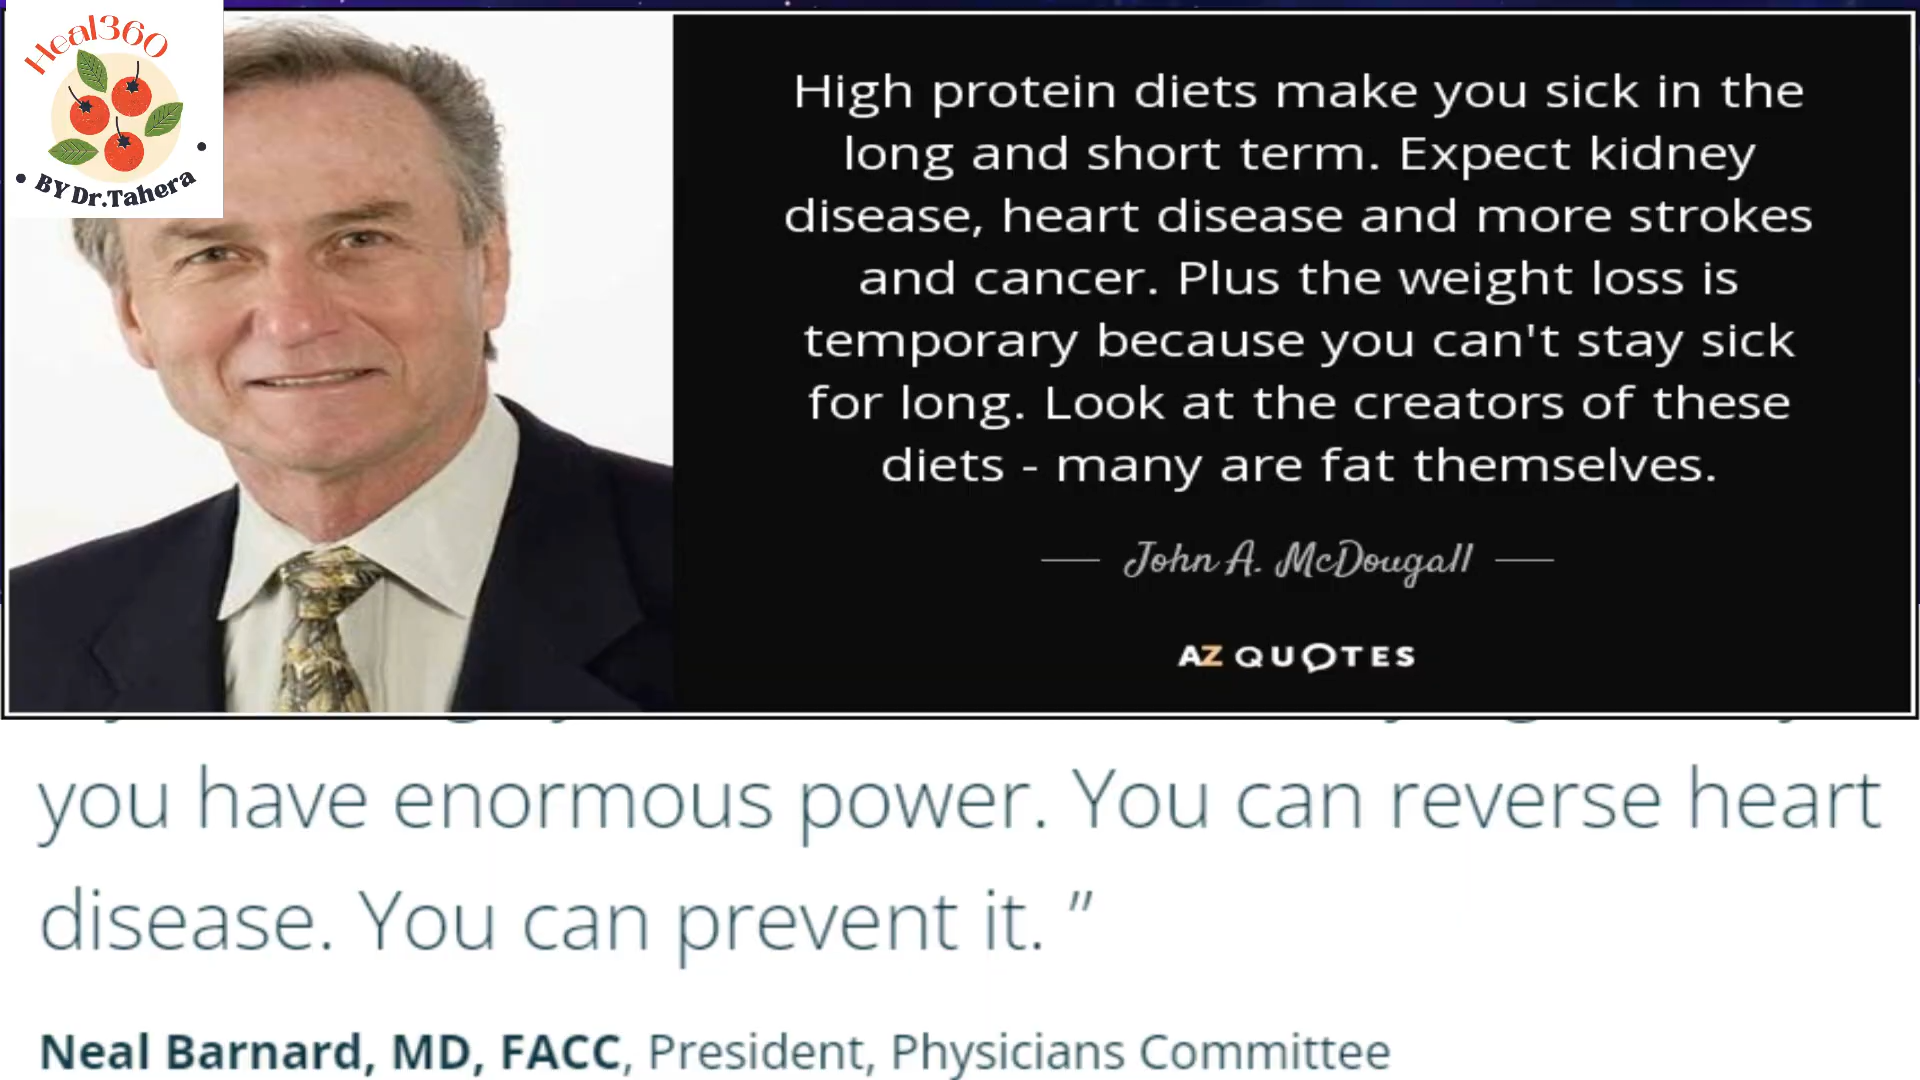 Heal360
BY Dr.Tahera
High protein diets make you sick in the
long and short term. Expect kidney
disease, heart disease and more strokes
and cancer. Plus the weight loss is
temporary because you can't stay sick
for long. Look at the creators of these
diets - many are fat themselves.
John A. McDougall
AZ QUOTES
you have enormous power. You can reverse heart
disease. You can prevent it. ”
Neal Barnard, MD, FACC, President, Physicians Committee